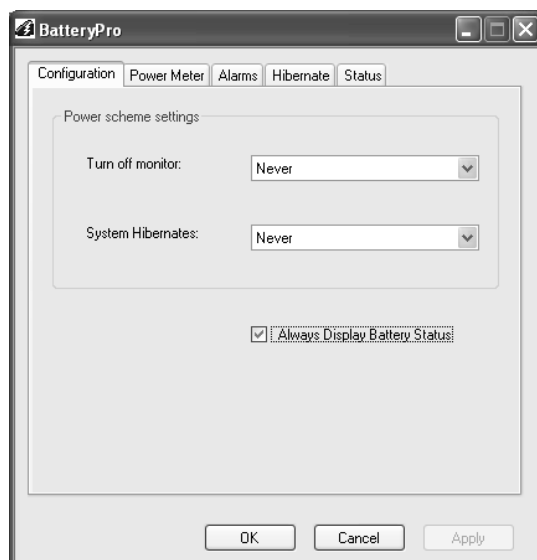 BatteryPro
Configuration Power Meter Alarms Hibernate Status
Power scheme settings
Turn off monitor: Never
System Hibernates: Never
Always Display Battery Status
OK Cancel Apply